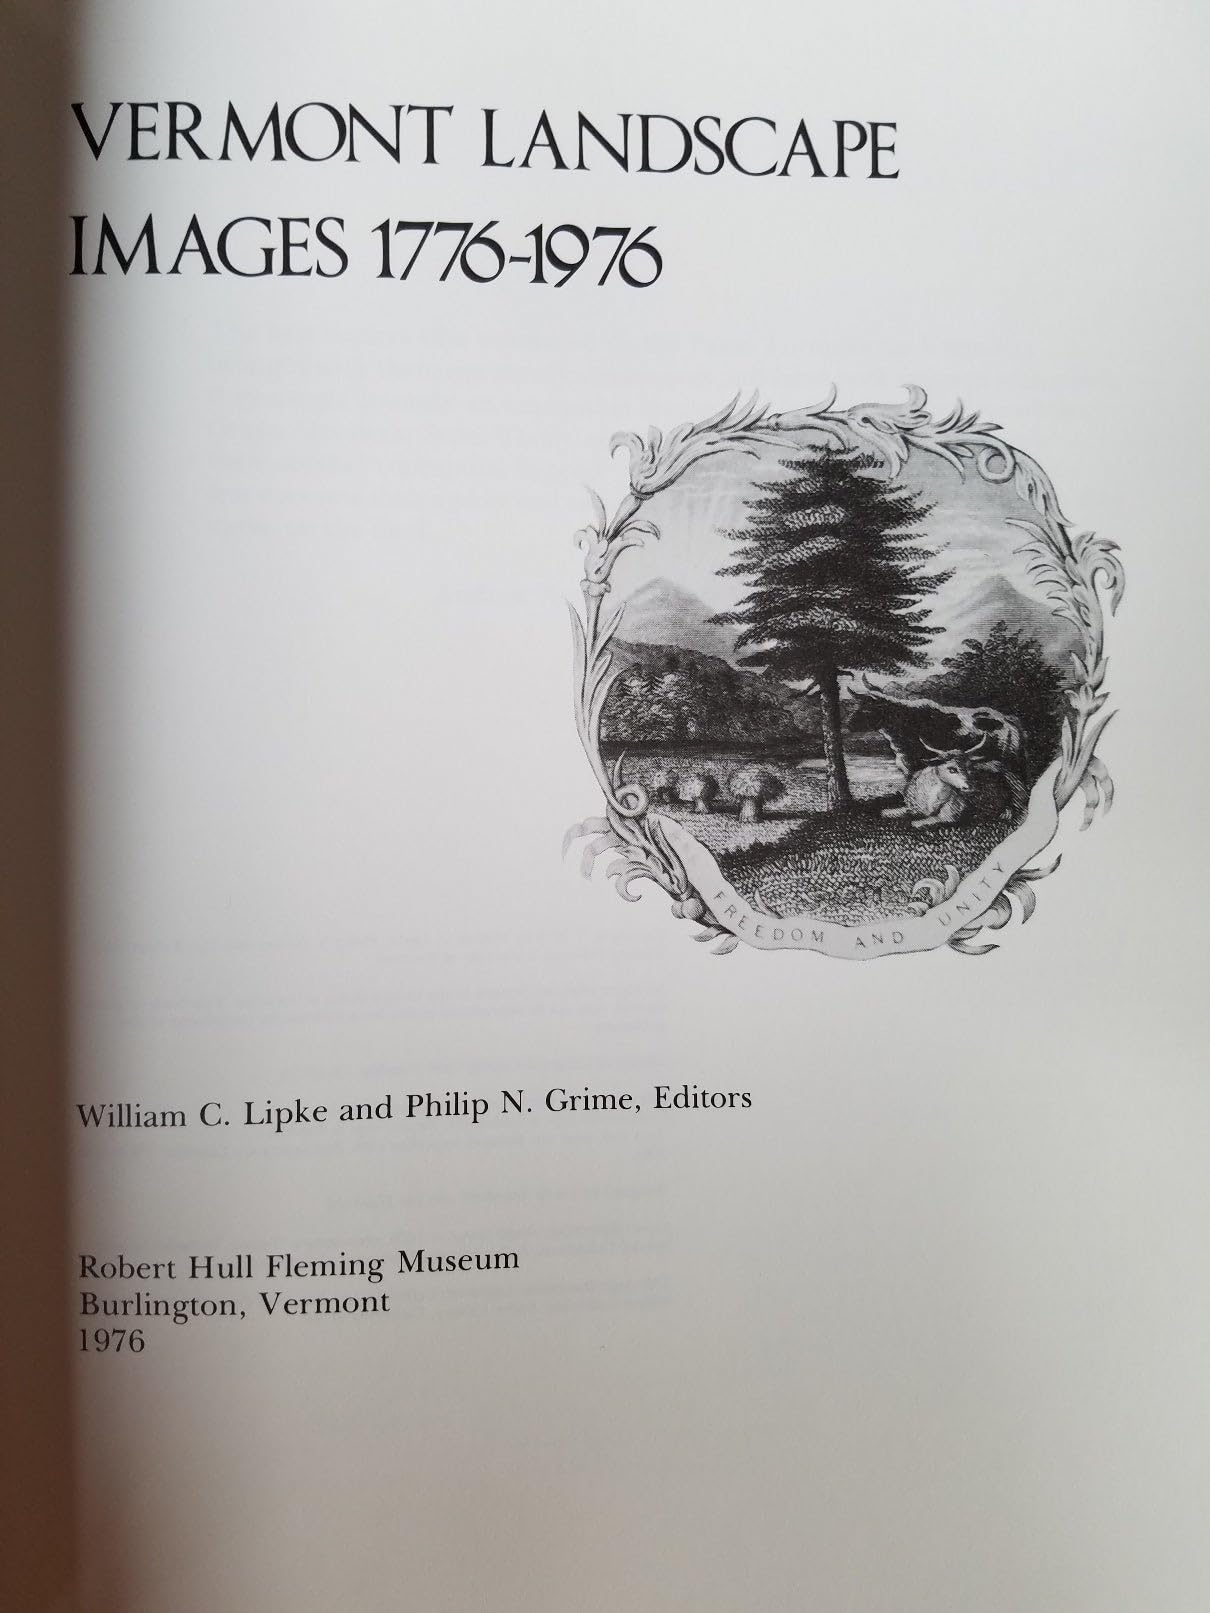 VERMONT LANDSCAPE
IMAGES 1776-1976
FREEDOM AND UNITY
William C. Lipke and Philip N. Grime, Editors
Robert Hull Fleming Museum
Burlington, Vermont
1976